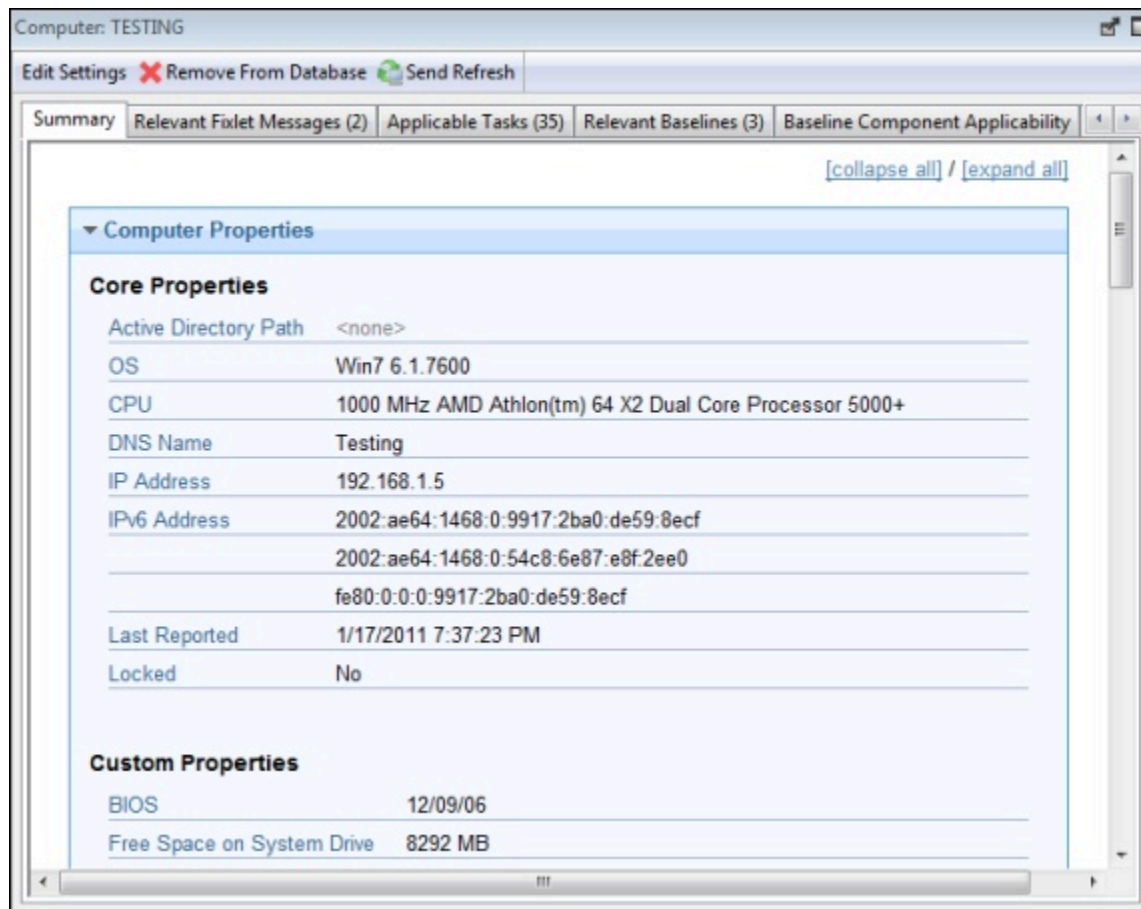 Computer: TESTING
Edit Settings Remove From Database Send Refresh
Summary Relevant Fixlet Messages (2) Applicable Tasks (35) Relevant Baselines (3) Baseline Component Applicability
[collapse all] / [expand all]
Computer Properties
Core Properties
Active Directory Path <none>
OS Win7 6.1.7600
CPU 1000 MHz AMD Athlon(tm) 64 X2 Dual Core Processor 5000+
DNS Name Testing
IP Address 192.168.1.5
IPv6 Address 2002:ae64:1468:0:9917:2ba0:de59:8ecf
2002:ae64:1468:0:54c8:6e87:e8f:2ee0
fe80:0:0:0:9917:2ba0:de59:8ecf
Last Reported 1/17/2011 7:37:23 PM
Locked No
Custom Properties
BIOS 12/09/06
Free Space on System Drive 8292 MB